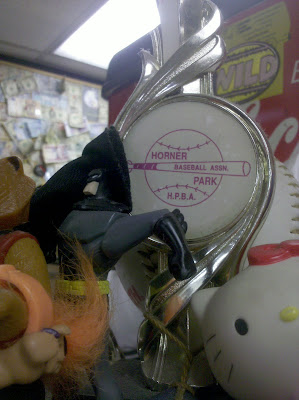 WILD
HORNER
BASEBALL ASSN.
PARK
H.P.B.A.